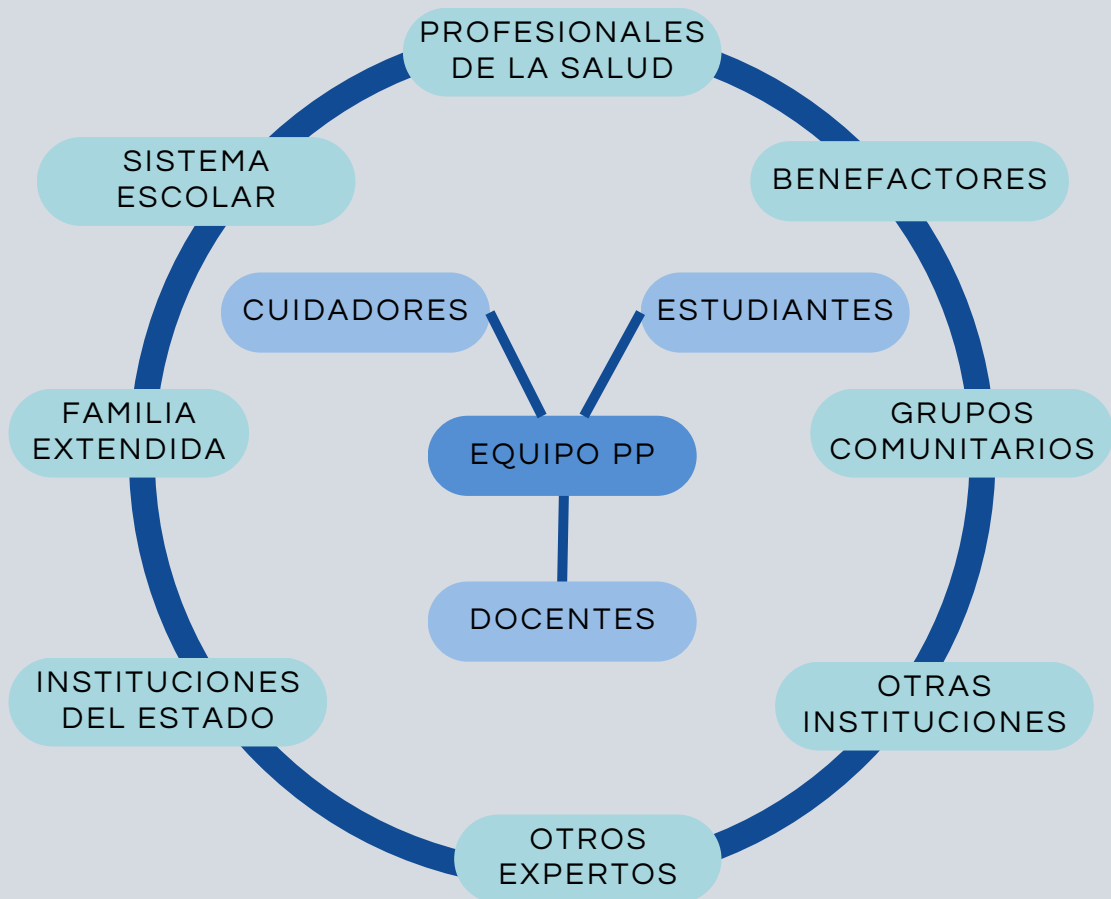 PROFESIONALES
DE LA SALUD
SISTEMA
ESCOLAR
BENEFACTORES
CUIDADORES
ESTUDIANTES
FAMILIA
EXTENDIDA
EQUIPO PP
GRUPOS
COMUNITARIOS
DOCENTES
INSTITUCIONES
DEL ESTADO
OTRAS
INSTITUCIONES
OTROS
EXPERTOS